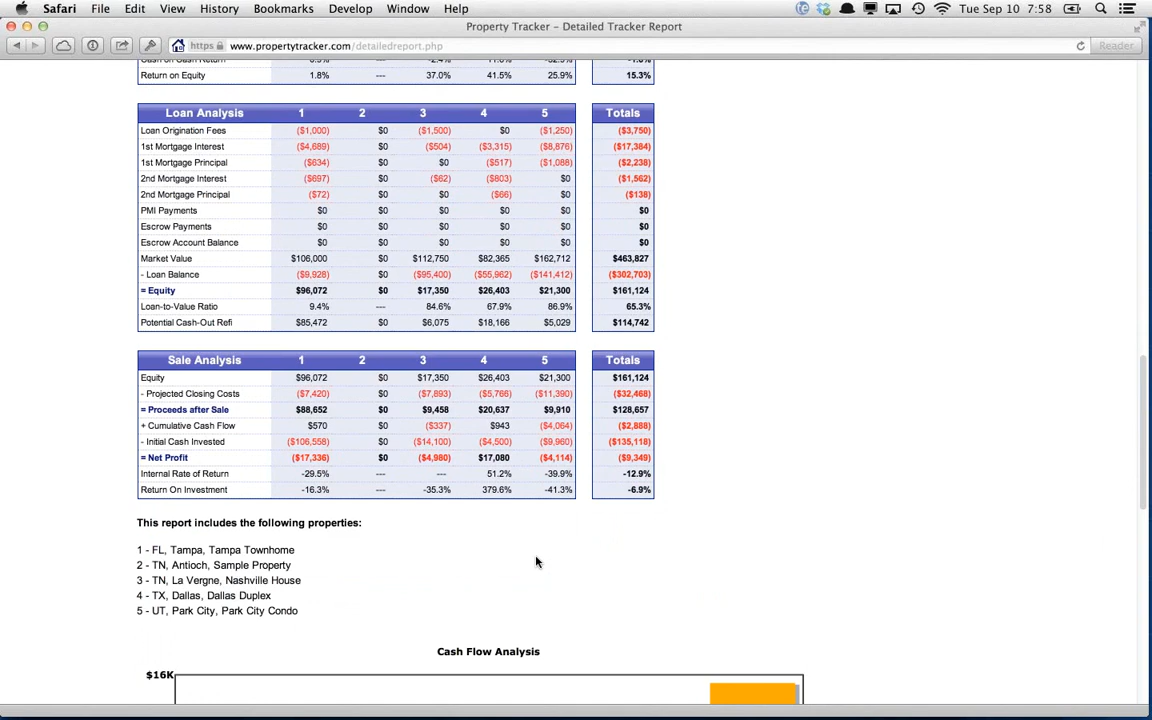 Safari File Edit View History Bookmarks Develop Window Help Tue Sep 10 7:58
Property Tracker – Detailed Tracker Report
https www.propertytracker.com/detailedreport.php Reader
Return on Equity 1.8% --- 37.0% 41.5% 25.9% 15.3%
Loan Analysis 1 2 3 4 5 Totals
Loan Origination Fees ($1,000) $0 ($1,500) $0 ($1,250) ($3,750)
1st Mortgage Interest ($4,689) $0 ($504) ($3,315) ($8,876) ($17,384)
1st Mortgage Principal ($634) $0 $0 ($517) ($1,088) ($2,238)
2nd Mortgage Interest ($697) $0 ($62) ($803) $0 ($1,562)
2nd Mortgage Principal ($72) $0 $0 ($66) $0 ($138)
PMI Payments $0 $0 $0 $0 $0 $0
Escrow Payments $0 $0 $0 $0 $0 $0
Escrow Account Balance $0 $0 $0 $0 $0 $0
Market Value $106,000 $0 $112,750 $82,365 $162,712 $463,827
- Loan Balance ($9,928) $0 ($95,400) ($55,962) ($141,412) ($302,703)
= Equity $96,072 $0 $17,350 $26,403 $21,300 $161,124
Loan-to-Value Ratio 9.4% --- 84.6% 67.9% 86.9% 65.3%
Potential Cash-Out Refi $85,472 $0 $6,075 $18,166 $5,029 $114,742
Sale Analysis 1 2 3 4 5 Totals
Equity $96,072 $0 $17,350 $26,403 $21,300 $161,124
- Projected Closing Costs ($7,420) $0 ($7,893) ($5,766) ($11,390) ($32,468)
= Proceeds after Sale $88,652 $0 $9,458 $20,637 $9,910 $128,657
+ Cumulative Cash Flow $570 $0 ($337) $943 ($4,064) ($2,888)
- Initial Cash Invested ($106,558) $0 ($14,100) ($4,500) ($9,960) ($135,118)
= Net Profit ($17,336) $0 ($4,980) $17,080 ($4,114) ($9,349)
Internal Rate of Return -29.5% --- --- 51.2% -39.9% -12.9%
Return On Investment -16.3% --- -35.3% 379.6% -41.3% -6.9%
This report includes the following properties:
1 - FL, Tampa, Tampa Townhome
2 - TN, Antioch, Sample Property
3 - TN, La Vergne, Nashville House
4 - TX, Dallas, Dallas Duplex
5 - UT, Park City, Park City Condo
Cash Flow Analysis
$16K